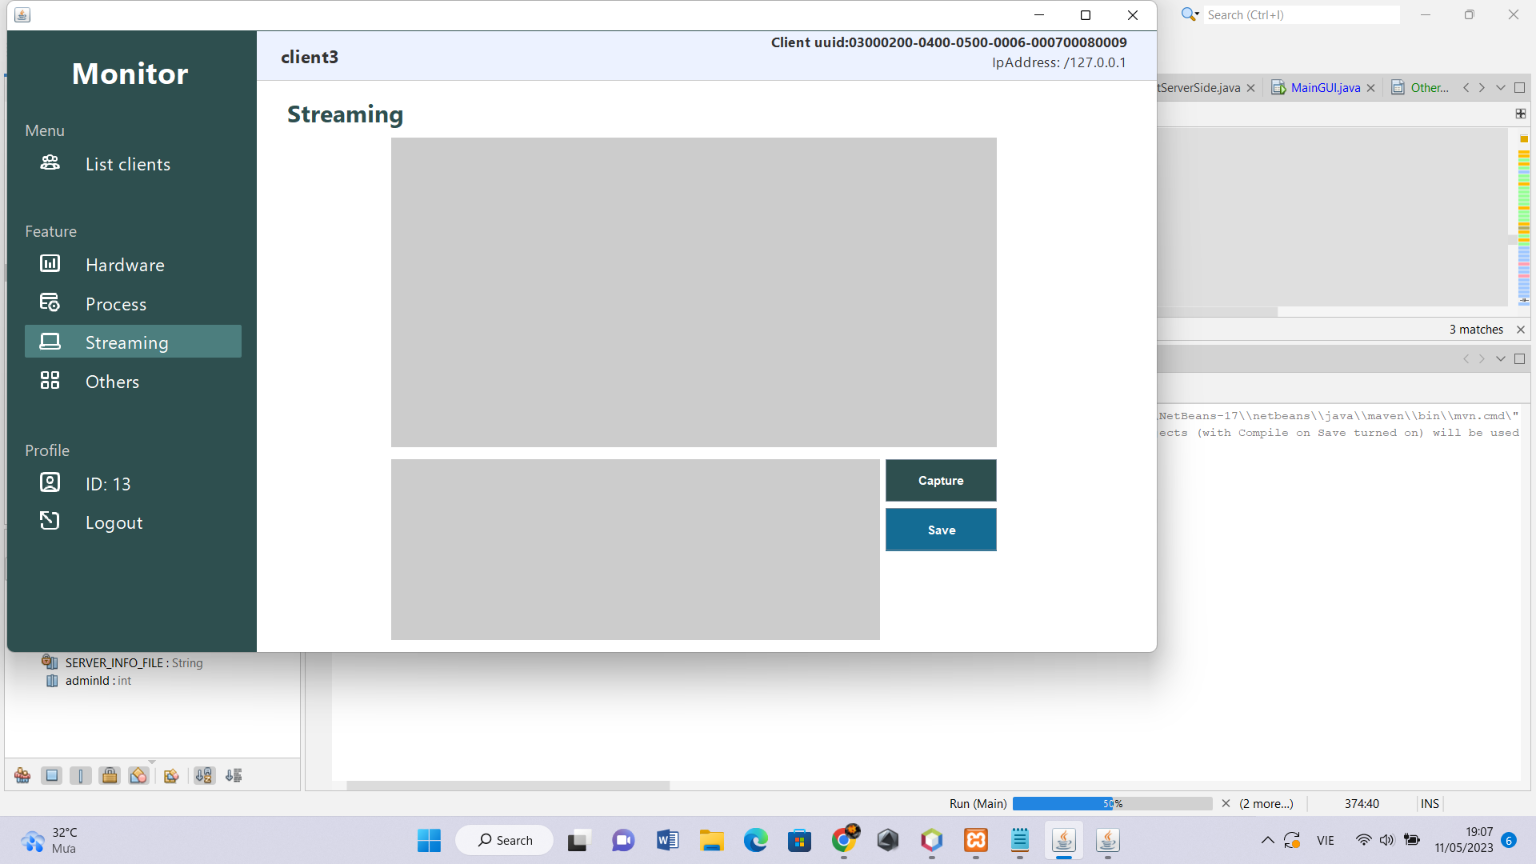 Search (Ctrl+I)
Monitor
client3
Client uuid:03000200-0400-0500-0006-000700080009
IpAddress: /127.0.0.1
tServerSide.java
MainGUI.java
Other...
Streaming
Menu
List clients
Feature
Hardware
Process
Streaming
Others
Profile
ID: 13
Logout
Capture
Save
3 matches
NetBeans-17\\netbeans\\java\\maven\\bin\\mvn.cmd\"
ects (with Compile on Save turned on) will be used
SERVER_INFO_FILE : String
adminId : int
Run (Main)
50%
(2 more...)
374:40
INS
32°C
Mưa
Search
VIE
19:07
11/05/2023
6